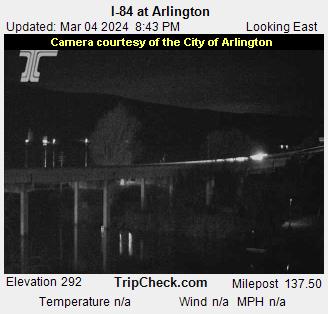 I-84 at Arlington
Updated: Mar 04 2024 8:43 PM Looking East
Camera courtesy of the City of Arlington
Elevation 292 TripCheck.com Milepost 137.50
Temperature n/a Wind n/a MPH n/a